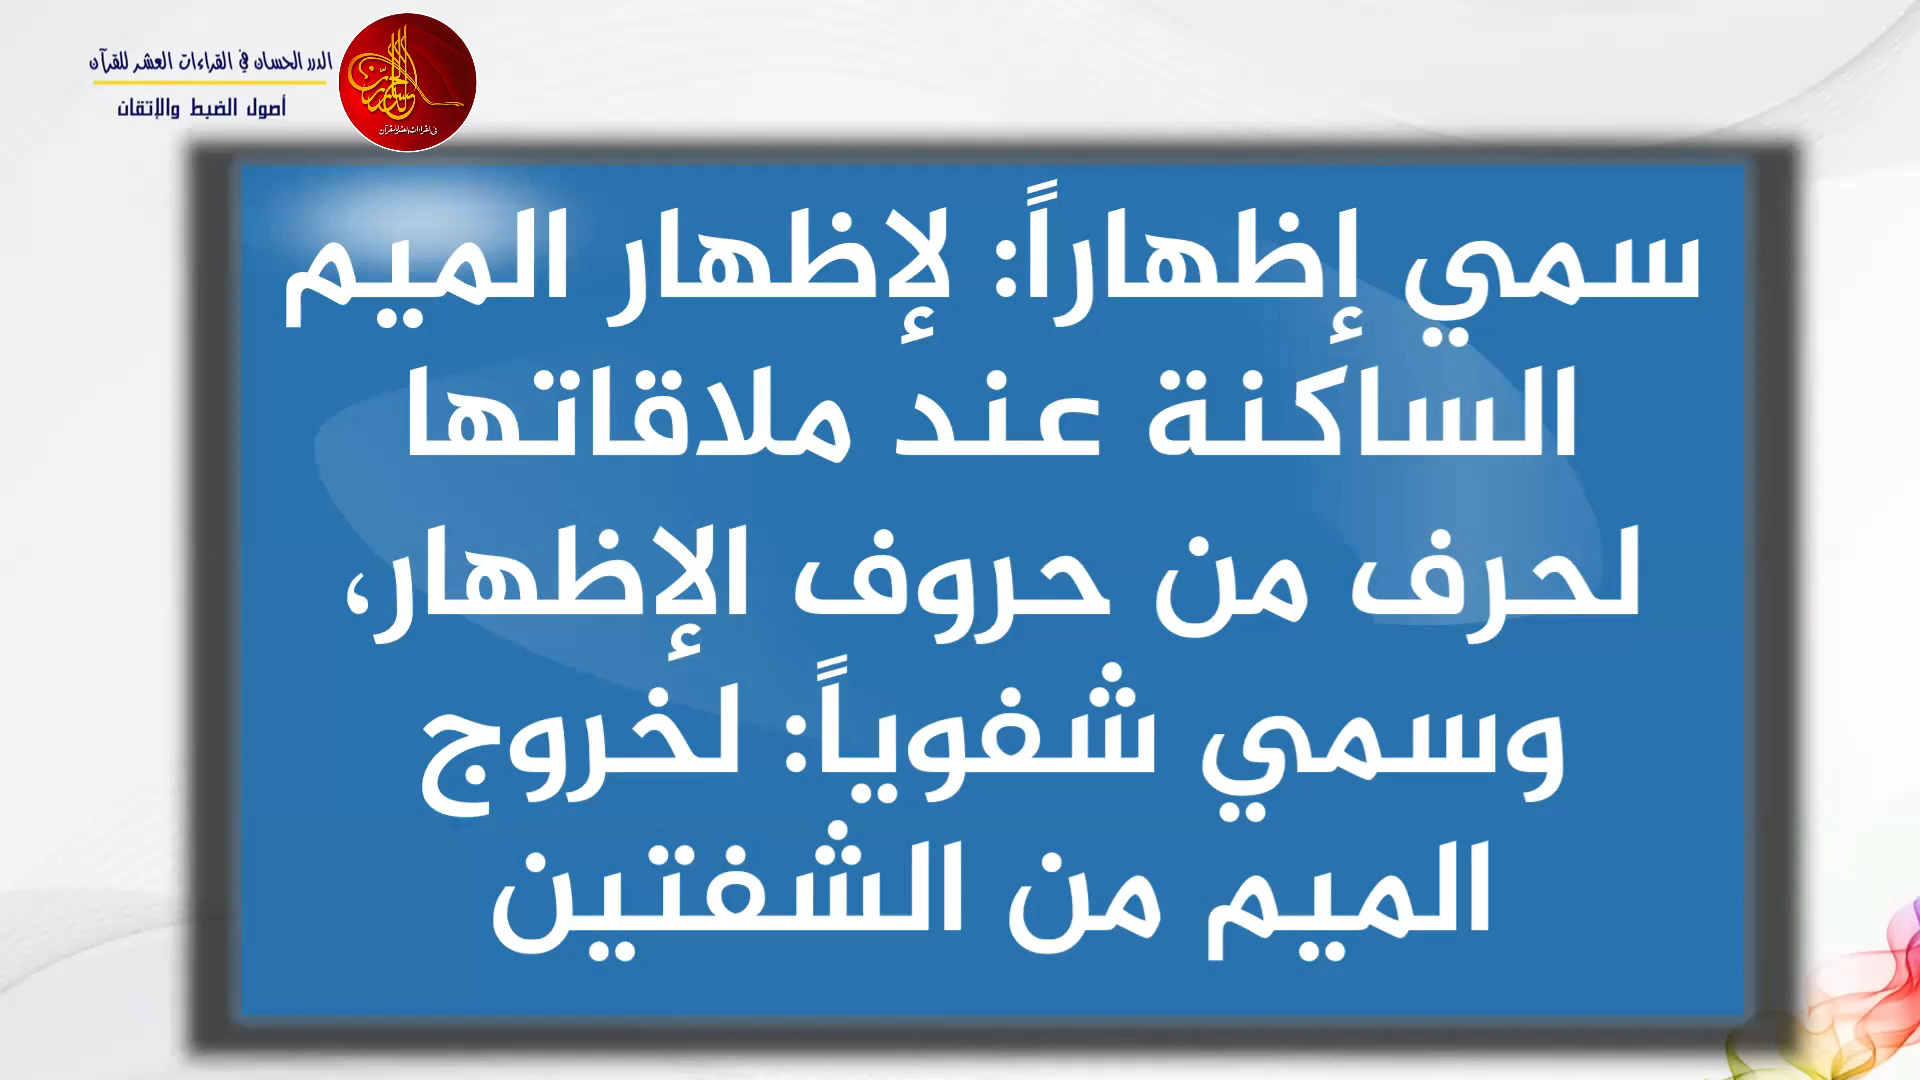 الدرر الحسان في القراءات العشر للقرآن
أصول الضبط والإتقان
سمي إظهاراً: لإظهار الميم
الساكنة عند ملاقاتها
لحرف من حروف الإظهار،
وسمي شفوياً: لخروج
الميم من الشفتين